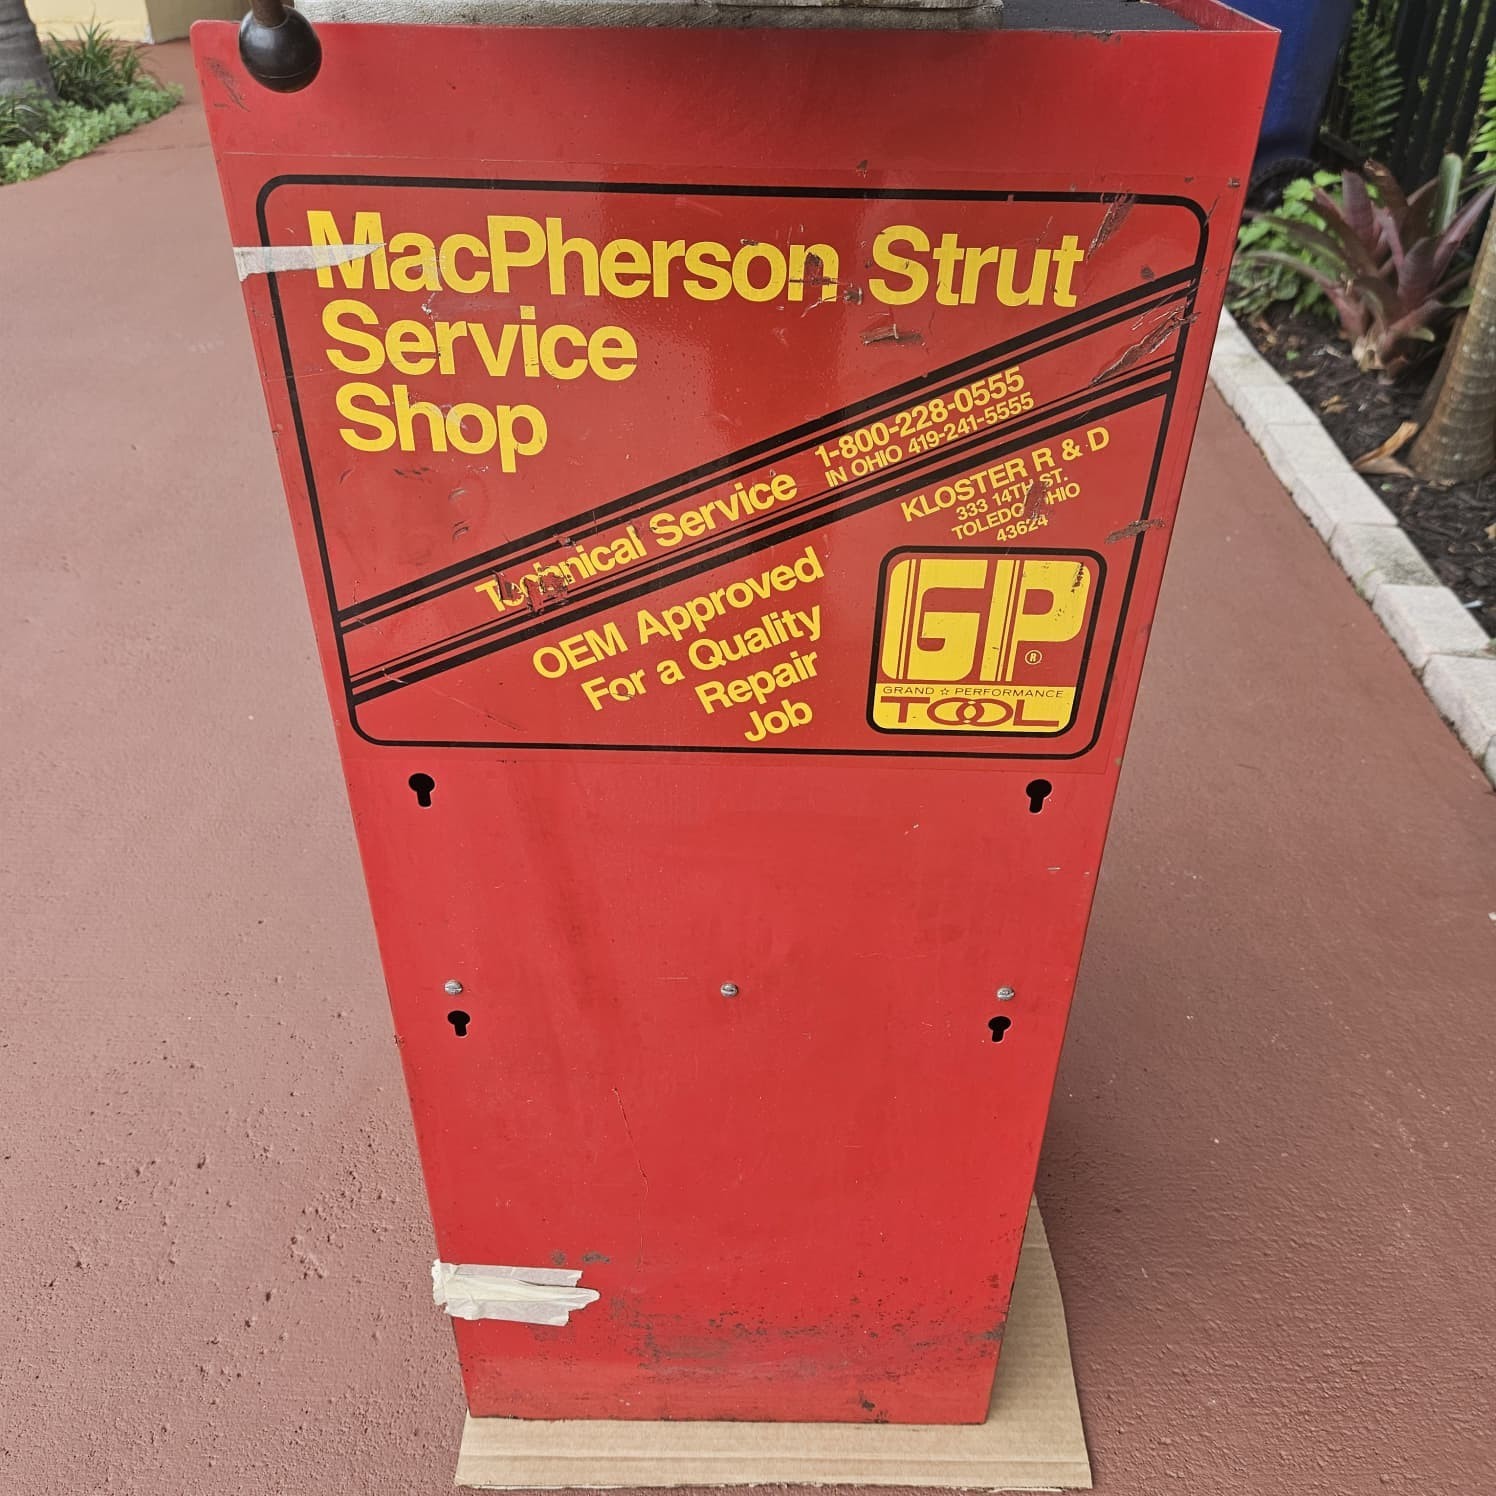 MacPherson Strut
Service
Shop
Technical Service
1-800-228-0555
IN OHIO 419-241-5555
KLOSTER R & D
333 14TH ST.
TOLEDO OHIO
43624
OEM Approved
For a Quality
Repair
Job
GP
®
GRAND ☆ PERFORMANCE
TOOL